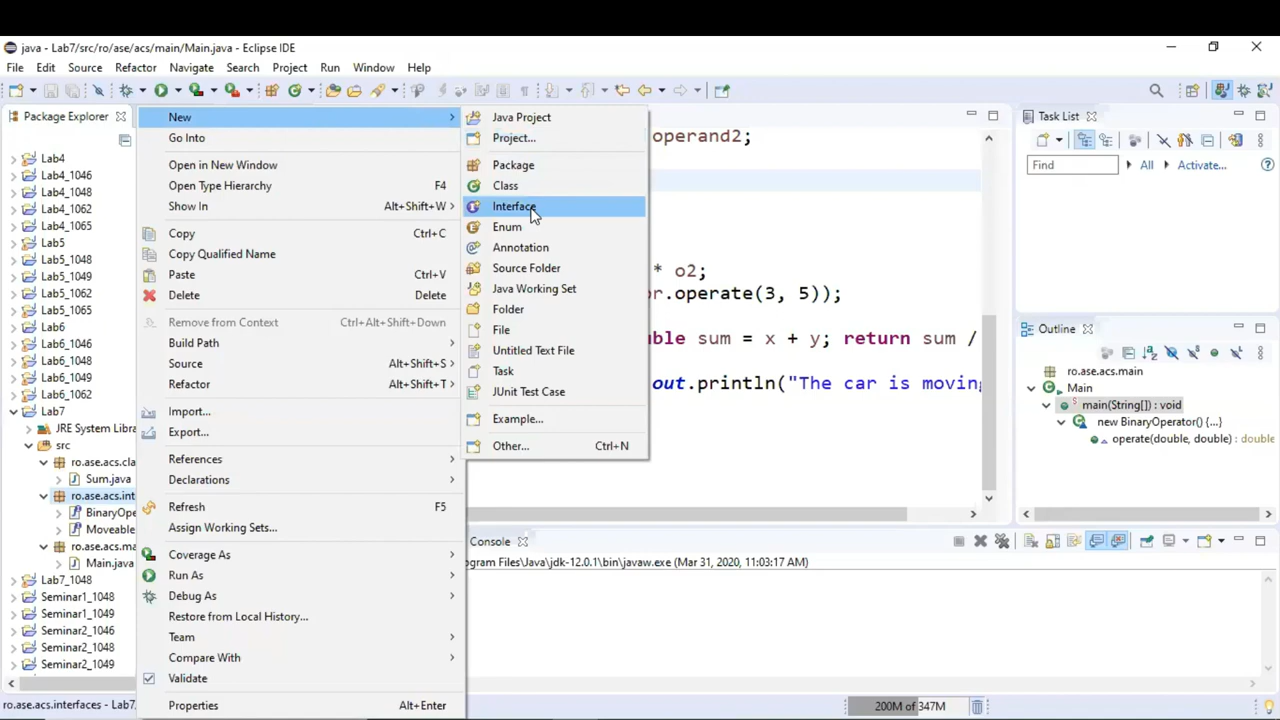 java - Lab7/src/ro/ase/acs/main/Main.java - Eclipse IDE
File Edit Source Refactor Navigate Search Project Run Window Help
Package Explorer
Lab4
Lab4_1046
Lab4_1048
Lab4_1062
Lab4_1065
Lab5
Lab5_1048
Lab5_1049
Lab5_1062
Lab5_1065
Lab6
Lab6_1046
Lab6_1048
Lab6_1049
Lab6_1062
Lab7
JRE System Libra
src
ro.ase.acs.cla
Sum.java
ro.ase.acs.int
BinaryOpe
Moveable
ro.ase.acs.ma
Main.java
Lab7_1048
Seminar1_1048
Seminar1_1049
Seminar2_1046
Seminar2_1048
Seminar2_1049
New
Go Into
Open in New Window
Open Type Hierarchy F4
Show In Alt+Shift+W
Copy Ctrl+C
Copy Qualified Name
Paste Ctrl+V
Delete Delete
Remove from Context Ctrl+Alt+Shift+Down
Build Path
Source Alt+Shift+S
Refactor Alt+Shift+T
Import...
Export...
References
Declarations
Refresh F5
Assign Working Sets...
Coverage As
Run As
Debug As
Restore from Local History...
Team
Compare With
Validate
Properties Alt+Enter
Java Project
Project...
Package
Class
Interface
Enum
Annotation
Source Folder
Java Working Set
Folder
File
Untitled Text File
Task
JUnit Test Case
Example...
Other... Ctrl+N
operand2;
* o2;
or.operate(3, 5));
uble sum = x + y; return sum /
out.println("The car is moving
Console
ogram Files\Java\jdk-12.0.1\bin\javaw.exe (Mar 31, 2020, 11:03:17 AM)
Task List
Find All Activate...
Outline
ro.ase.acs.main
Main
main(String[]) : void
new BinaryOperator() {...}
operate(double, double) : double
ro.ase.acs.interfaces - Lab7
200M of 347M